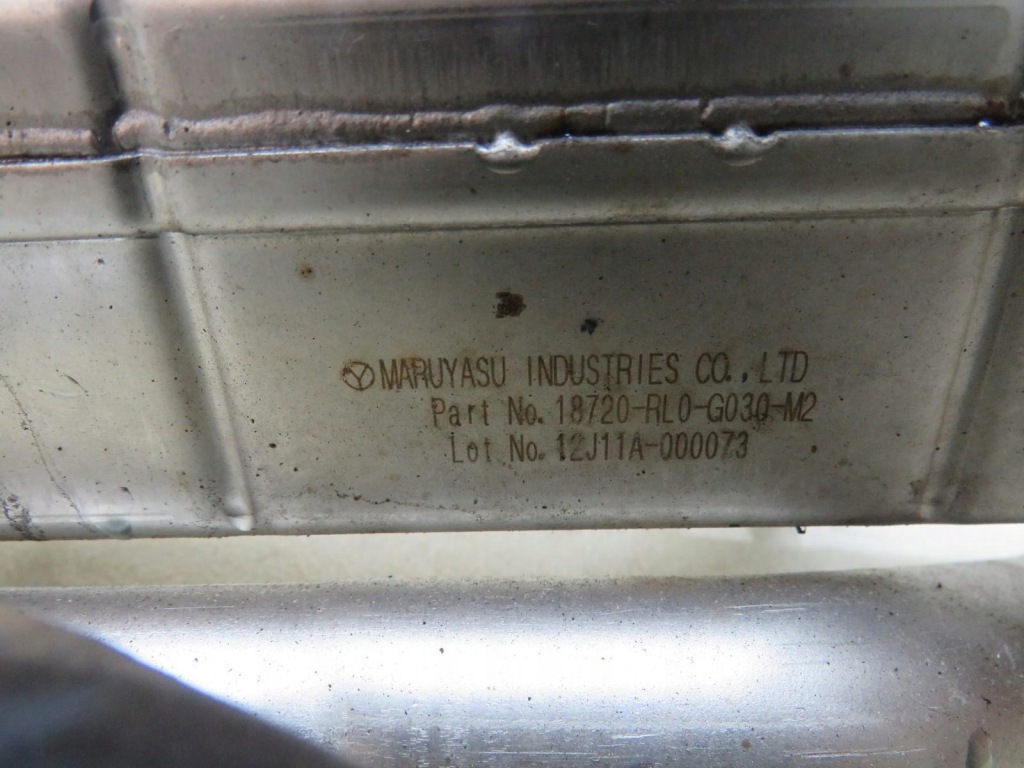 MARUYASU INDUSTRIES CO.,LTD
Part No.18720-RL0-G030-M2
Lot No.12J11A-000073